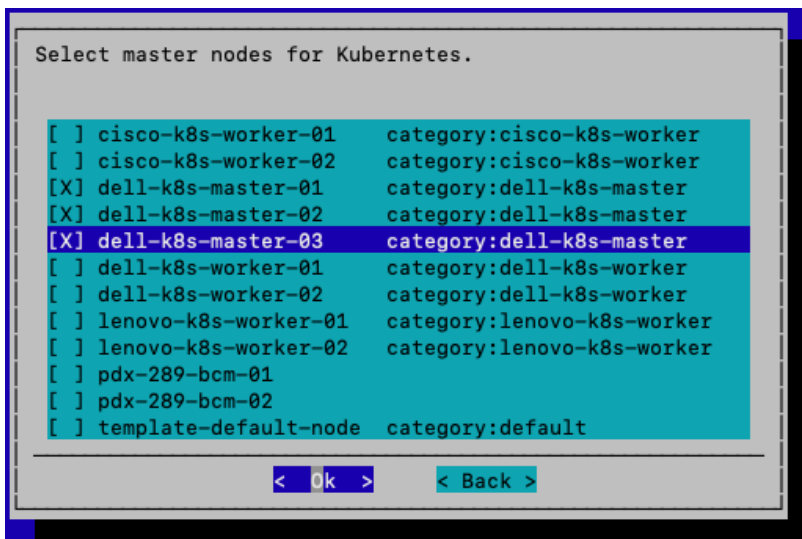 Select master nodes for Kubernetes.
[ ] cisco-k8s-worker-01 category:cisco-k8s-worker
[ ] cisco-k8s-worker-02 category:cisco-k8s-worker
[X] dell-k8s-master-01 category:dell-k8s-master
[X] dell-k8s-master-02 category:dell-k8s-master
[X] dell-k8s-master-03 category:dell-k8s-master
[ ] dell-k8s-worker-01 category:dell-k8s-worker
[ ] dell-k8s-worker-02 category:dell-k8s-worker
[ ] lenovo-k8s-worker-01 category:lenovo-k8s-worker
[ ] lenovo-k8s-worker-02 category:lenovo-k8s-worker
[ ] pdx-289-bcm-01
[ ] pdx-289-bcm-02
[ ] template-default-node category:default
< Ok > < Back >